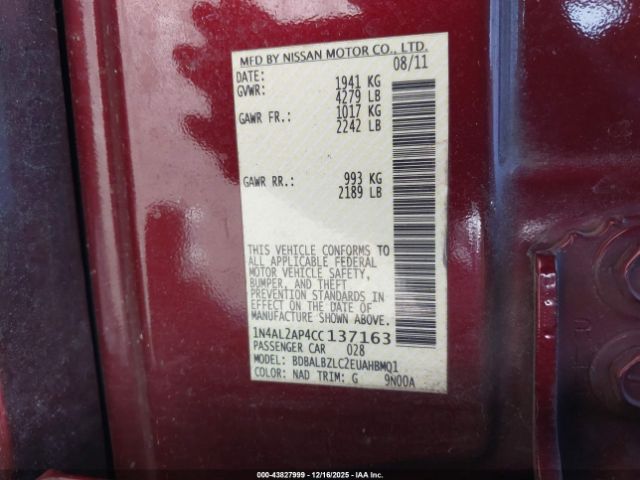 MFD BY NISSAN MOTOR CO., LTD.
DATE: 08/11
GVWR: 1941 KG
4279 LB
GAWR FR.: 1017 KG
2242 LB
GAWR RR.: 993 KG
2189 LB
THIS VEHICLE CONFORMS TO
ALL APPLICABLE FEDERAL
MOTOR VEHICLE SAFETY,
BUMPER, AND THEFT
PREVENTION STANDARDS IN
EFFECT ON THE DATE OF
MANUFACTURE SHOWN ABOVE.
1N4AL2AP4CC137163
PASSENGER CAR 028
MODEL: BDBALBZLC2EUAHBMQ1
COLOR: NAD TRIM: G 9N00A
000-43827999 — 12/16/2025 — IAA Inc.